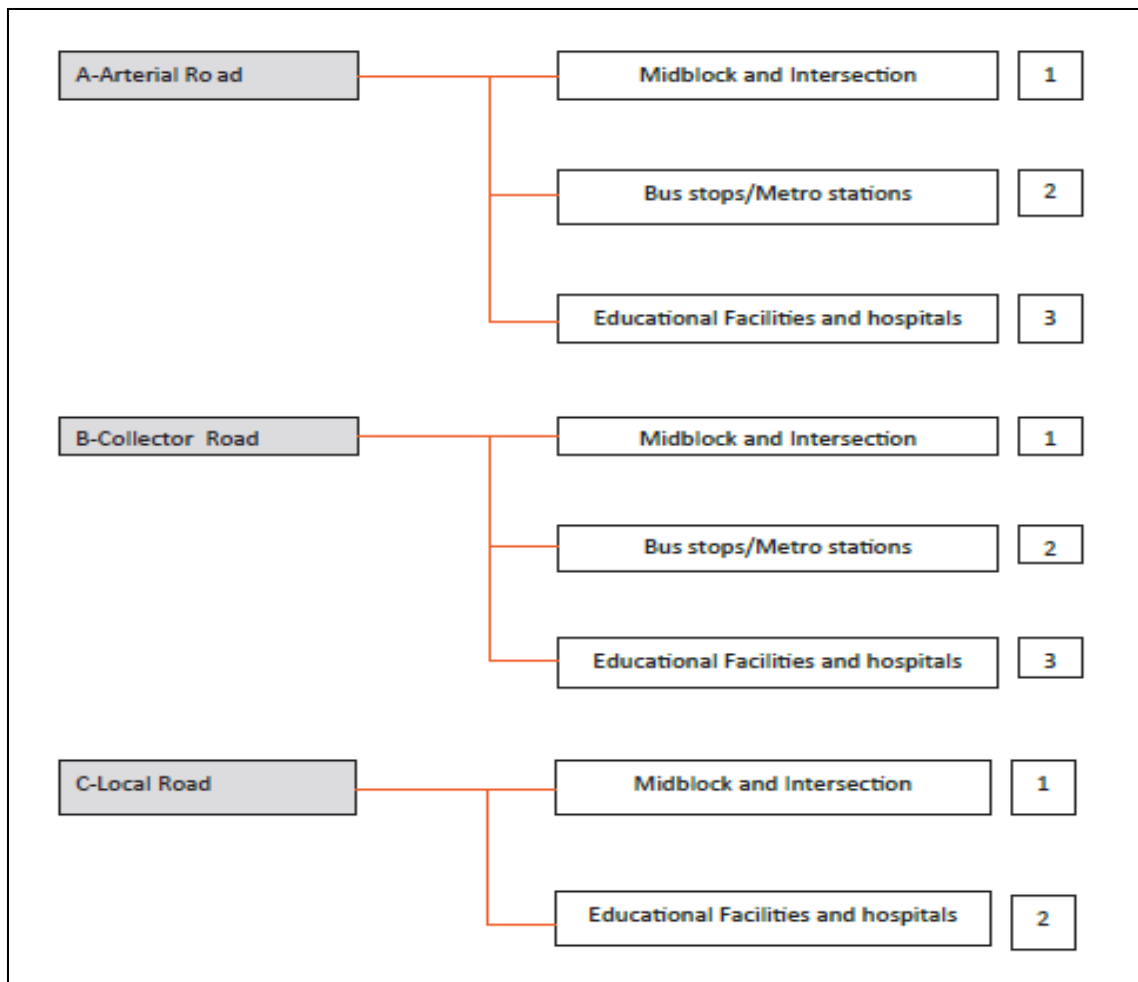 A-Arterial Ro ad
Midblock and Intersection 1
Bus stops/Metro stations 2
Educational Facilities and hospitals 3
B-Collector Road
Midblock and Intersection 1
Bus stops/Metro stations 2
Educational Facilities and hospitals 3
C-Local Road
Midblock and Intersection 1
Educational Facilities and hospitals 2